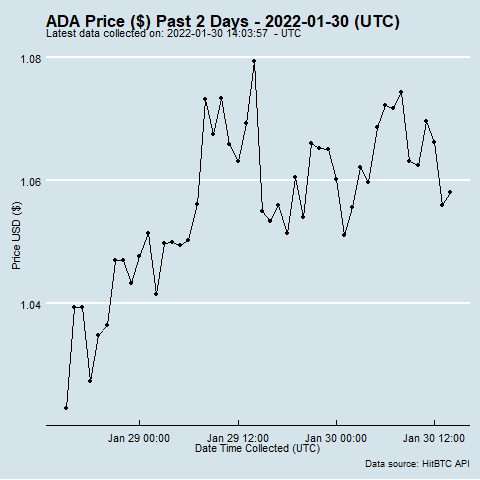 ADA Price ($) Past 2 Days - 2022-01-30 (UTC)
Latest data collected on: 2022-01-30 14:03:57  - UTC
1.08
1.06
1.04
Price USD ($)
Jan 29 00:00 Jan 29 12:00 Jan 30 00:00 Jan 30 12:00
Date Time Collected (UTC)
Data source: HitBTC API